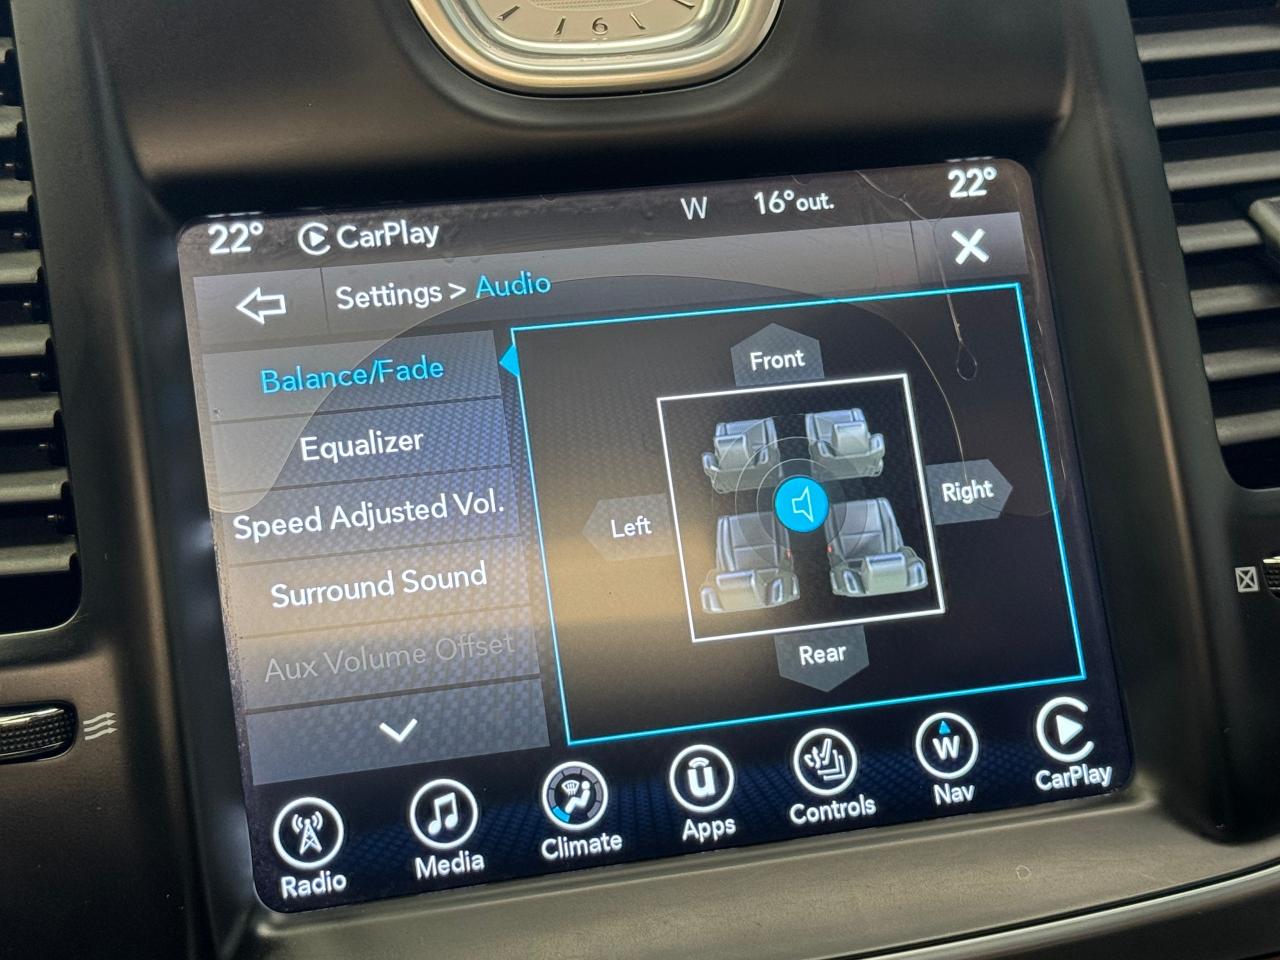 6
22° CarPlay W 16° out. 22°
Settings > Audio X
Balance/Fade
Equalizer
Speed Adjusted Vol.
Surround Sound
Aux Volume Offset
Front
Left
Right
Rear
Radio
Media
Climate
Apps
Controls
W
Nav
CarPlay